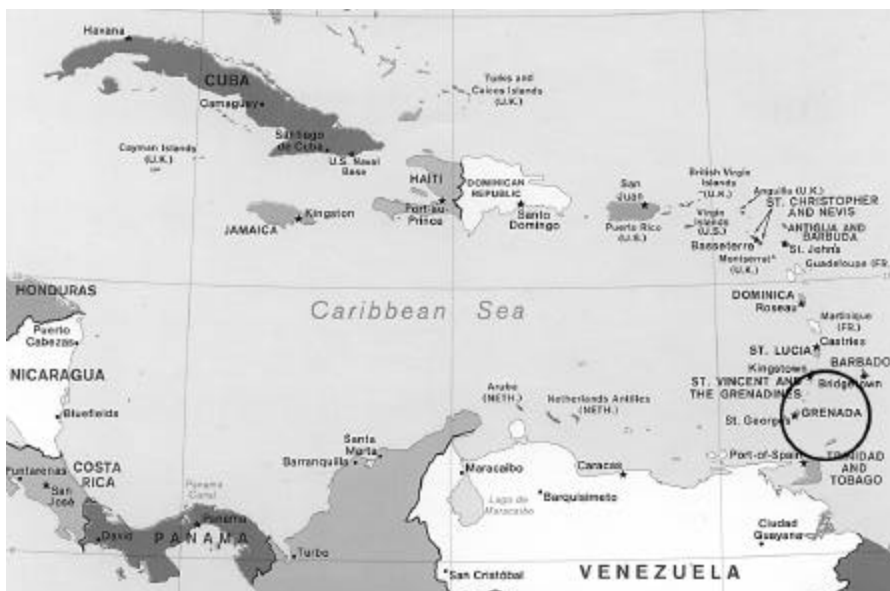 Havana
CUBA
Camaguey
Turks and
Caicos Islands
(U.K.)
Santiago
de Cuba
Cayman Islands
(U.K.)
U.S. Naval
Base
HAITI
DOMINICAN
REPUBLIC
San
Juan
British Virgin
Islands
(U.K.)
Anguilla (U.K.)
ST. CHRISTOPHER
AND NEVIS
JAMAICA
Kingston
Port-au-
Prince
Santo
Domingo
Puerto Rico
(U.S.)
Virgin
Islands
(U.S.)
Basseterre
ANTIGUA AND
BARBUDA
St. John's
Montserrat
(U.K.)
Guadeloupe (FR.)
HONDURAS
DOMINICA
Roseau
Caribbean Sea
Martinique
(FR.)
Puerto
Cabezas
Castries
ST. LUCIA
BARBADO
Kingstown
Bridgetown
NICARAGUA
ST. VINCENT AND
THE GRENADINES
Aruba
(NETH.)
Netherlands Antilles
(NETH.)
Bluefields
St. George's
GRENADA
Santa
Marta
Barranquilla
Port-of-Spain
TRINIDAD
AND
TOBAGO
Puntarenas
COSTA
RICA
San
José
Maracaibo
Caracas
Panama
Canal
Lago de
Maracaibo
Barquisimeto
Panama
David
PANAMA
Turbo
Ciudad
Guayana
San Cristóbal
VENEZUELA